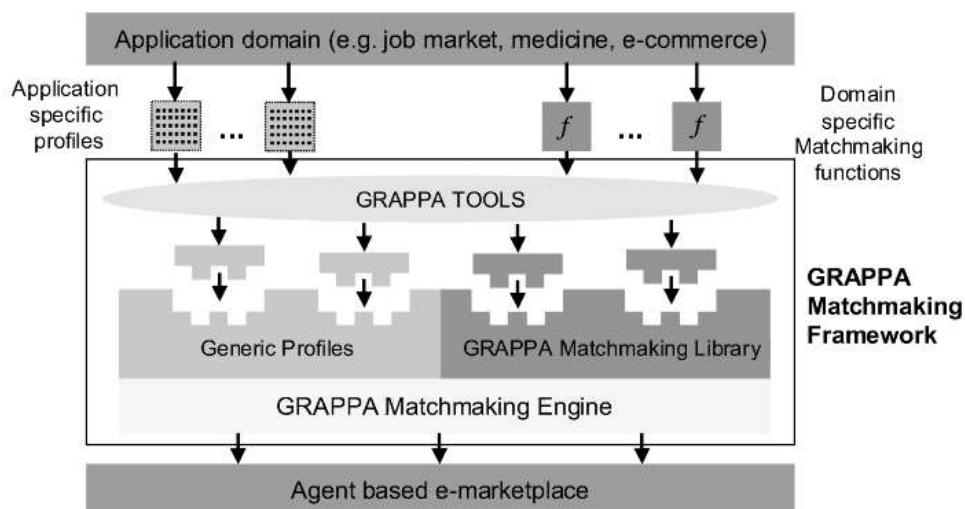 Application domain (e.g. job market, medicine, e-commerce)
Application
specific
profiles
...
f
...
f
Domain
specific
Matchmaking
functions
GRAPPA TOOLS
Generic Profiles
GRAPPA Matchmaking Library
GRAPPA
Matchmaking
Framework
GRAPPA Matchmaking Engine
Agent based e-marketplace